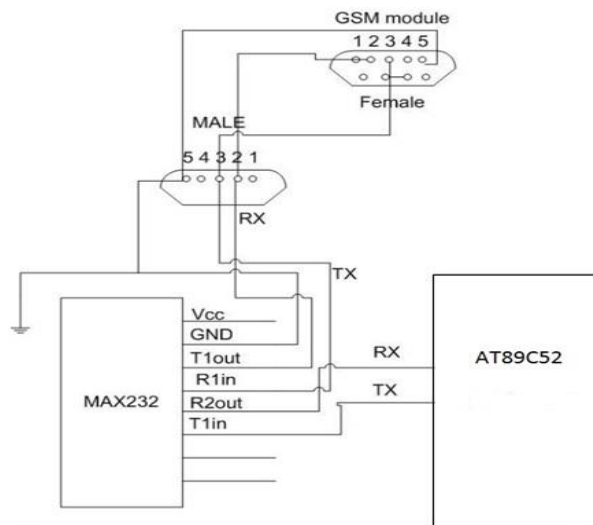 GSM module
1 2 3 4 5
Female
MALE
5 4 3 2 1
RX
TX
Vcc
GND
T1out
R1in
R2out
T1in
MAX232
RX
TX
AT89C52